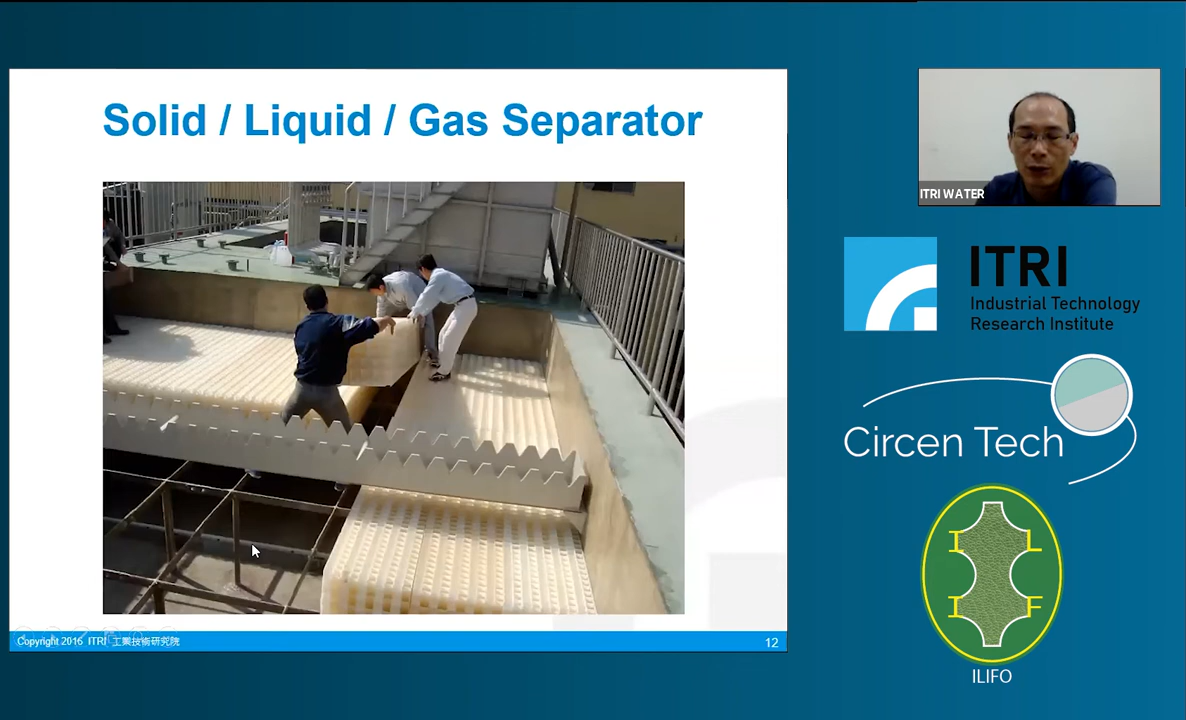 Solid / Liquid / Gas Separator
Copyright 2016 ITRI 工業技術研究院
12
ITRI WATER
ITRI
Industrial Technology
Research Institute
Circen Tech
I L
I F
ILIFO